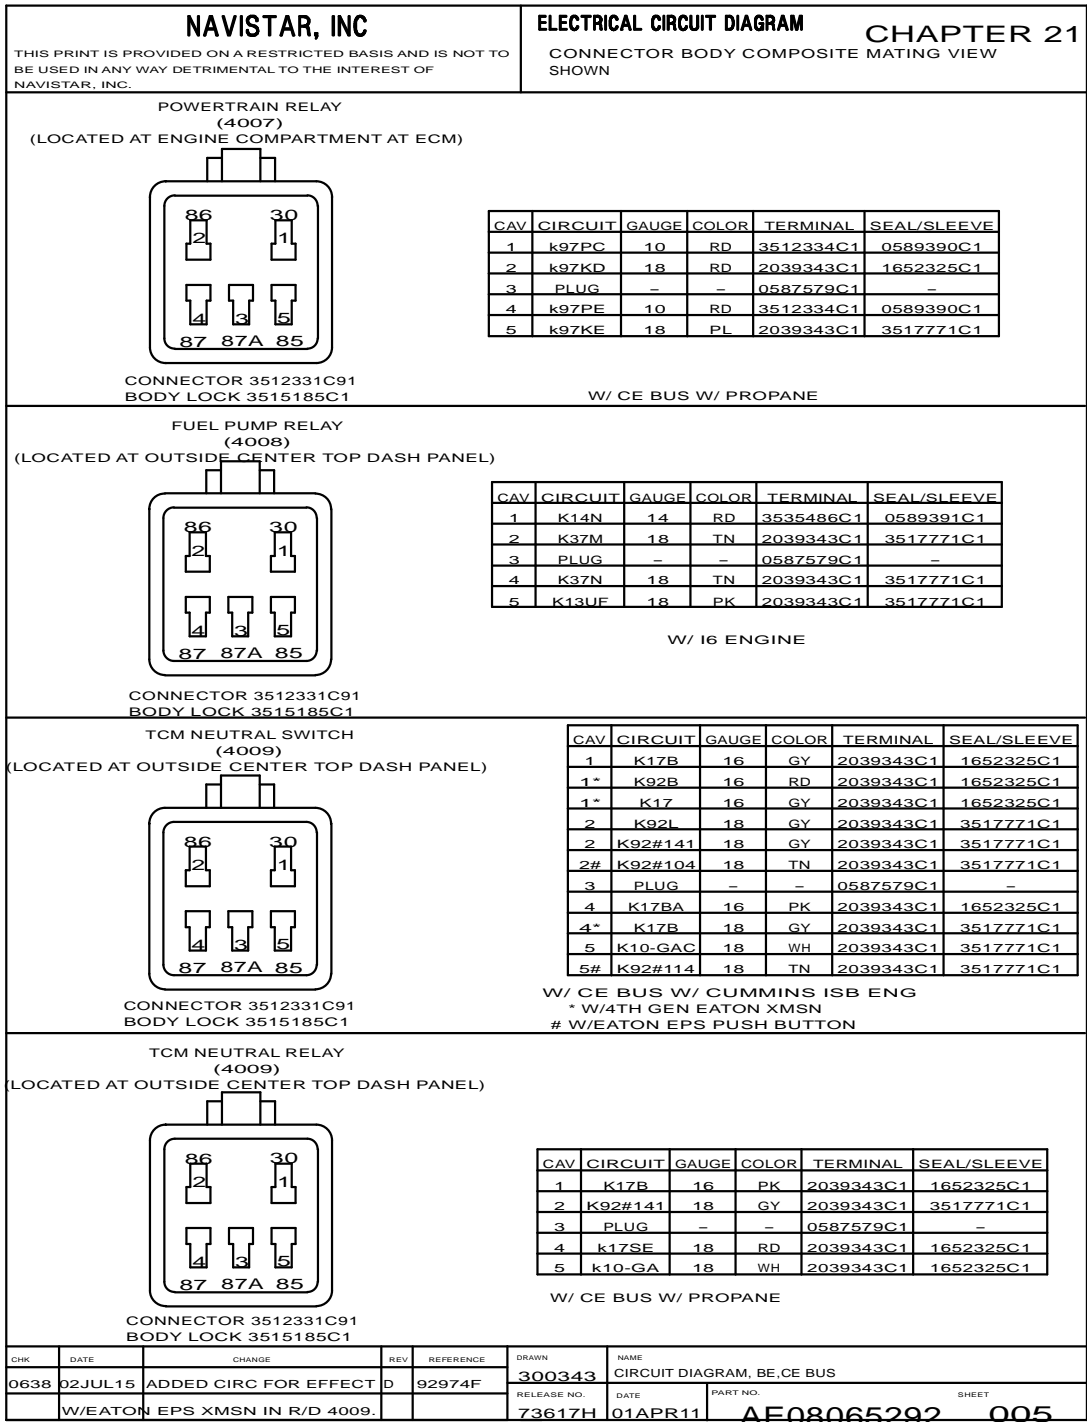 NAVISTAR, INC
THIS PRINT IS PROVIDED ON A RESTRICTED BASIS AND IS NOT TO
BE USED IN ANY WAY DETRIMENTAL TO THE INTEREST OF
NAVISTAR, INC.
ELECTRICAL CIRCUIT DIAGRAM
CHAPTER 21
CONNECTOR BODY COMPOSITE MATING VIEW
SHOWN
POWERTRAIN RELAY
(4007)
(LOCATED AT ENGINE COMPARTMENT AT ECM)
86 30
2 1
4 3 5
87 87A 85
CONNECTOR 3512331C91
BODY LOCK 3515185C1
CAV CIRCUIT GAUGE COLOR TERMINAL SEAL/SLEEVE
1 k97PC 10 RD 3512334C1 0589390C1
2 k97KD 18 RD 2039343C1 1652325C1
3 PLUG – – 0587579C1 –
4 k97PE 10 RD 3512334C1 0589390C1
5 k97KE 18 PL 2039343C1 3517771C1
W/ CE BUS W/ PROPANE
FUEL PUMP RELAY
(4008)
(LOCATED AT OUTSIDE CENTER TOP DASH PANEL)
86 30
2 1
4 3 5
87 87A 85
CONNECTOR 3512331C91
BODY LOCK 3515185C1
CAV CIRCUIT GAUGE COLOR TERMINAL SEAL/SLEEVE
1 K14N 14 RD 3535486C1 0589391C1
2 K37M 18 TN 2039343C1 3517771C1
3 PLUG – – 0587579C1 –
4 K37N 18 TN 2039343C1 3517771C1
5 K13UF 18 PK 2039343C1 3517771C1
W/ I6 ENGINE
TCM NEUTRAL SWITCH
(4009)
(LOCATED AT OUTSIDE CENTER TOP DASH PANEL)
86 30
2 1
4 3 5
87 87A 85
CONNECTOR 3512331C91
BODY LOCK 3515185C1
CAV CIRCUIT GAUGE COLOR TERMINAL SEAL/SLEEVE
1 K17B 16 GY 2039343C1 1652325C1
1* K92B 16 RD 2039343C1 1652325C1
1* K17 16 GY 2039343C1 1652325C1
2 K92L 18 GY 2039343C1 3517771C1
2 K92#141 18 GY 2039343C1 3517771C1
2# K92#104 18 TN 2039343C1 3517771C1
3 PLUG – – 0587579C1 –
4 K17BA 16 PK 2039343C1 1652325C1
4* K17B 18 GY 2039343C1 3517771C1
5 K10-GAC 18 WH 2039343C1 3517771C1
5# K92#114 18 TN 2039343C1 3517771C1
W/ CE BUS W/ CUMMINS ISB ENG
* W/4TH GEN EATON XMSN
# W/EATON EPS PUSH BUTTON
TCM NEUTRAL RELAY
(4009)
(LOCATED AT OUTSIDE CENTER TOP DASH PANEL)
86 30
2 1
4 3 5
87 87A 85
CONNECTOR 3512331C91
BODY LOCK 3515185C1
CAV CIRCUIT GAUGE COLOR TERMINAL SEAL/SLEEVE
1 K17B 16 PK 2039343C1 1652325C1
2 K92#141 18 GY 2039343C1 3517771C1
3 PLUG – – 0587579C1 –
4 k17SE 18 RD 2039343C1 1652325C1
5 k10-GA 18 WH 2039343C1 1652325C1
W/ CE BUS W/ PROPANE
CHK DATE CHANGE REV REFERENCE
0638 02JUL15 ADDED CIRC FOR EFFECT D 92974F
W/EATON EPS XMSN IN R/D 4009.
DRAWN NAME
300343 CIRCUIT DIAGRAM, BE,CE BUS
RELEASE NO. DATE PART NO. SHEET
73617H 01APR11 AE08065292 005